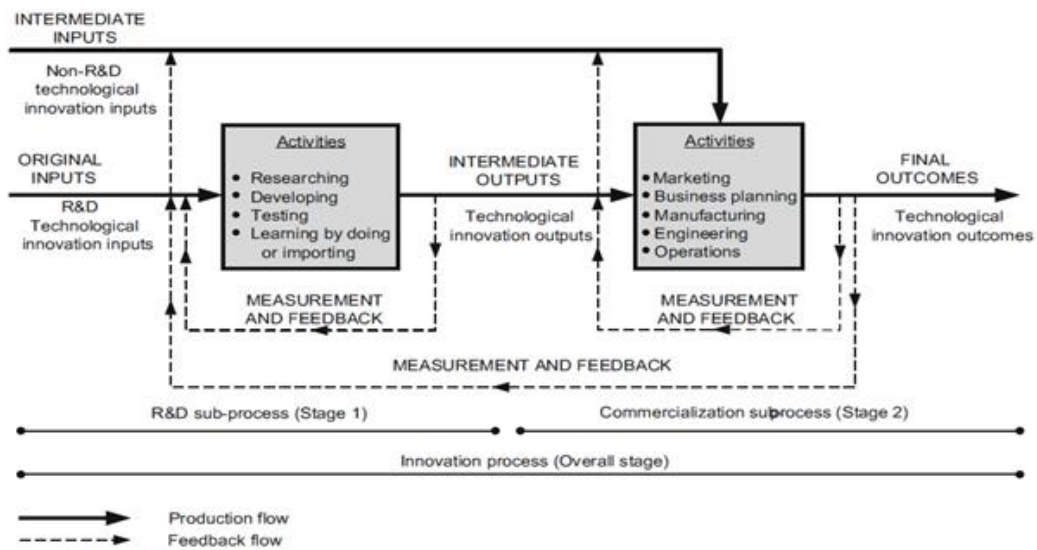 INTERMEDIATE
INPUTS
Non-R&D
technological
innovation inputs
ORIGINAL
INPUTS
R&D
Technological
innovation inputs
Activities
• Researching
• Developing
• Testing
• Learning by doing
or importing
INTERMEDIATE
OUTPUTS
Technological
innovation outputs
Activities
• Marketing
• Business planning
• Manufacturing
• Engineering
• Operations
FINAL
OUTCOMES
Technological
innovation outcomes
MEASUREMENT
AND FEEDBACK
MEASUREMENT
AND FEEDBACK
MEASUREMENT AND FEEDBACK
R&D sub-process (Stage 1)
Commercialization sub-process (Stage 2)
Innovation process (Overall stage)
Production flow
Feedback flow